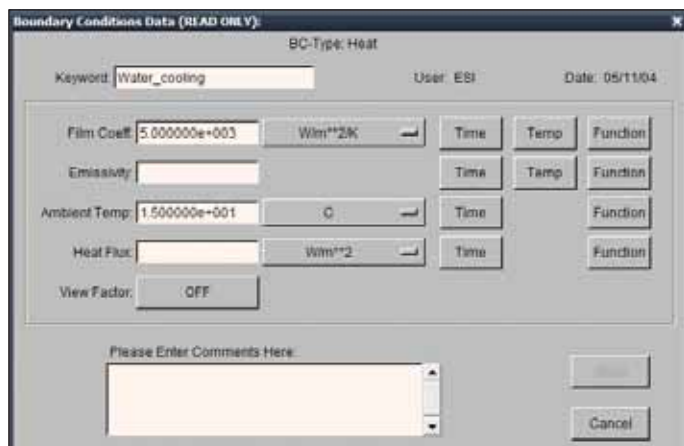 Boundary Conditions Data (READ ONLY):
BC-Type: Heat
Keyword: Water_cooling User: ESI Date: 05/11/04
Film Coeff: 5.000000e+003 W/m**2/K Time Temp Function
Emissivity: Time Temp Function
Ambient Temp: 1.500000e+001 C Time Function
Heat Flux: W/m**2 Time Function
View Factor: OFF
Please Enter Comments Here:
Cancel